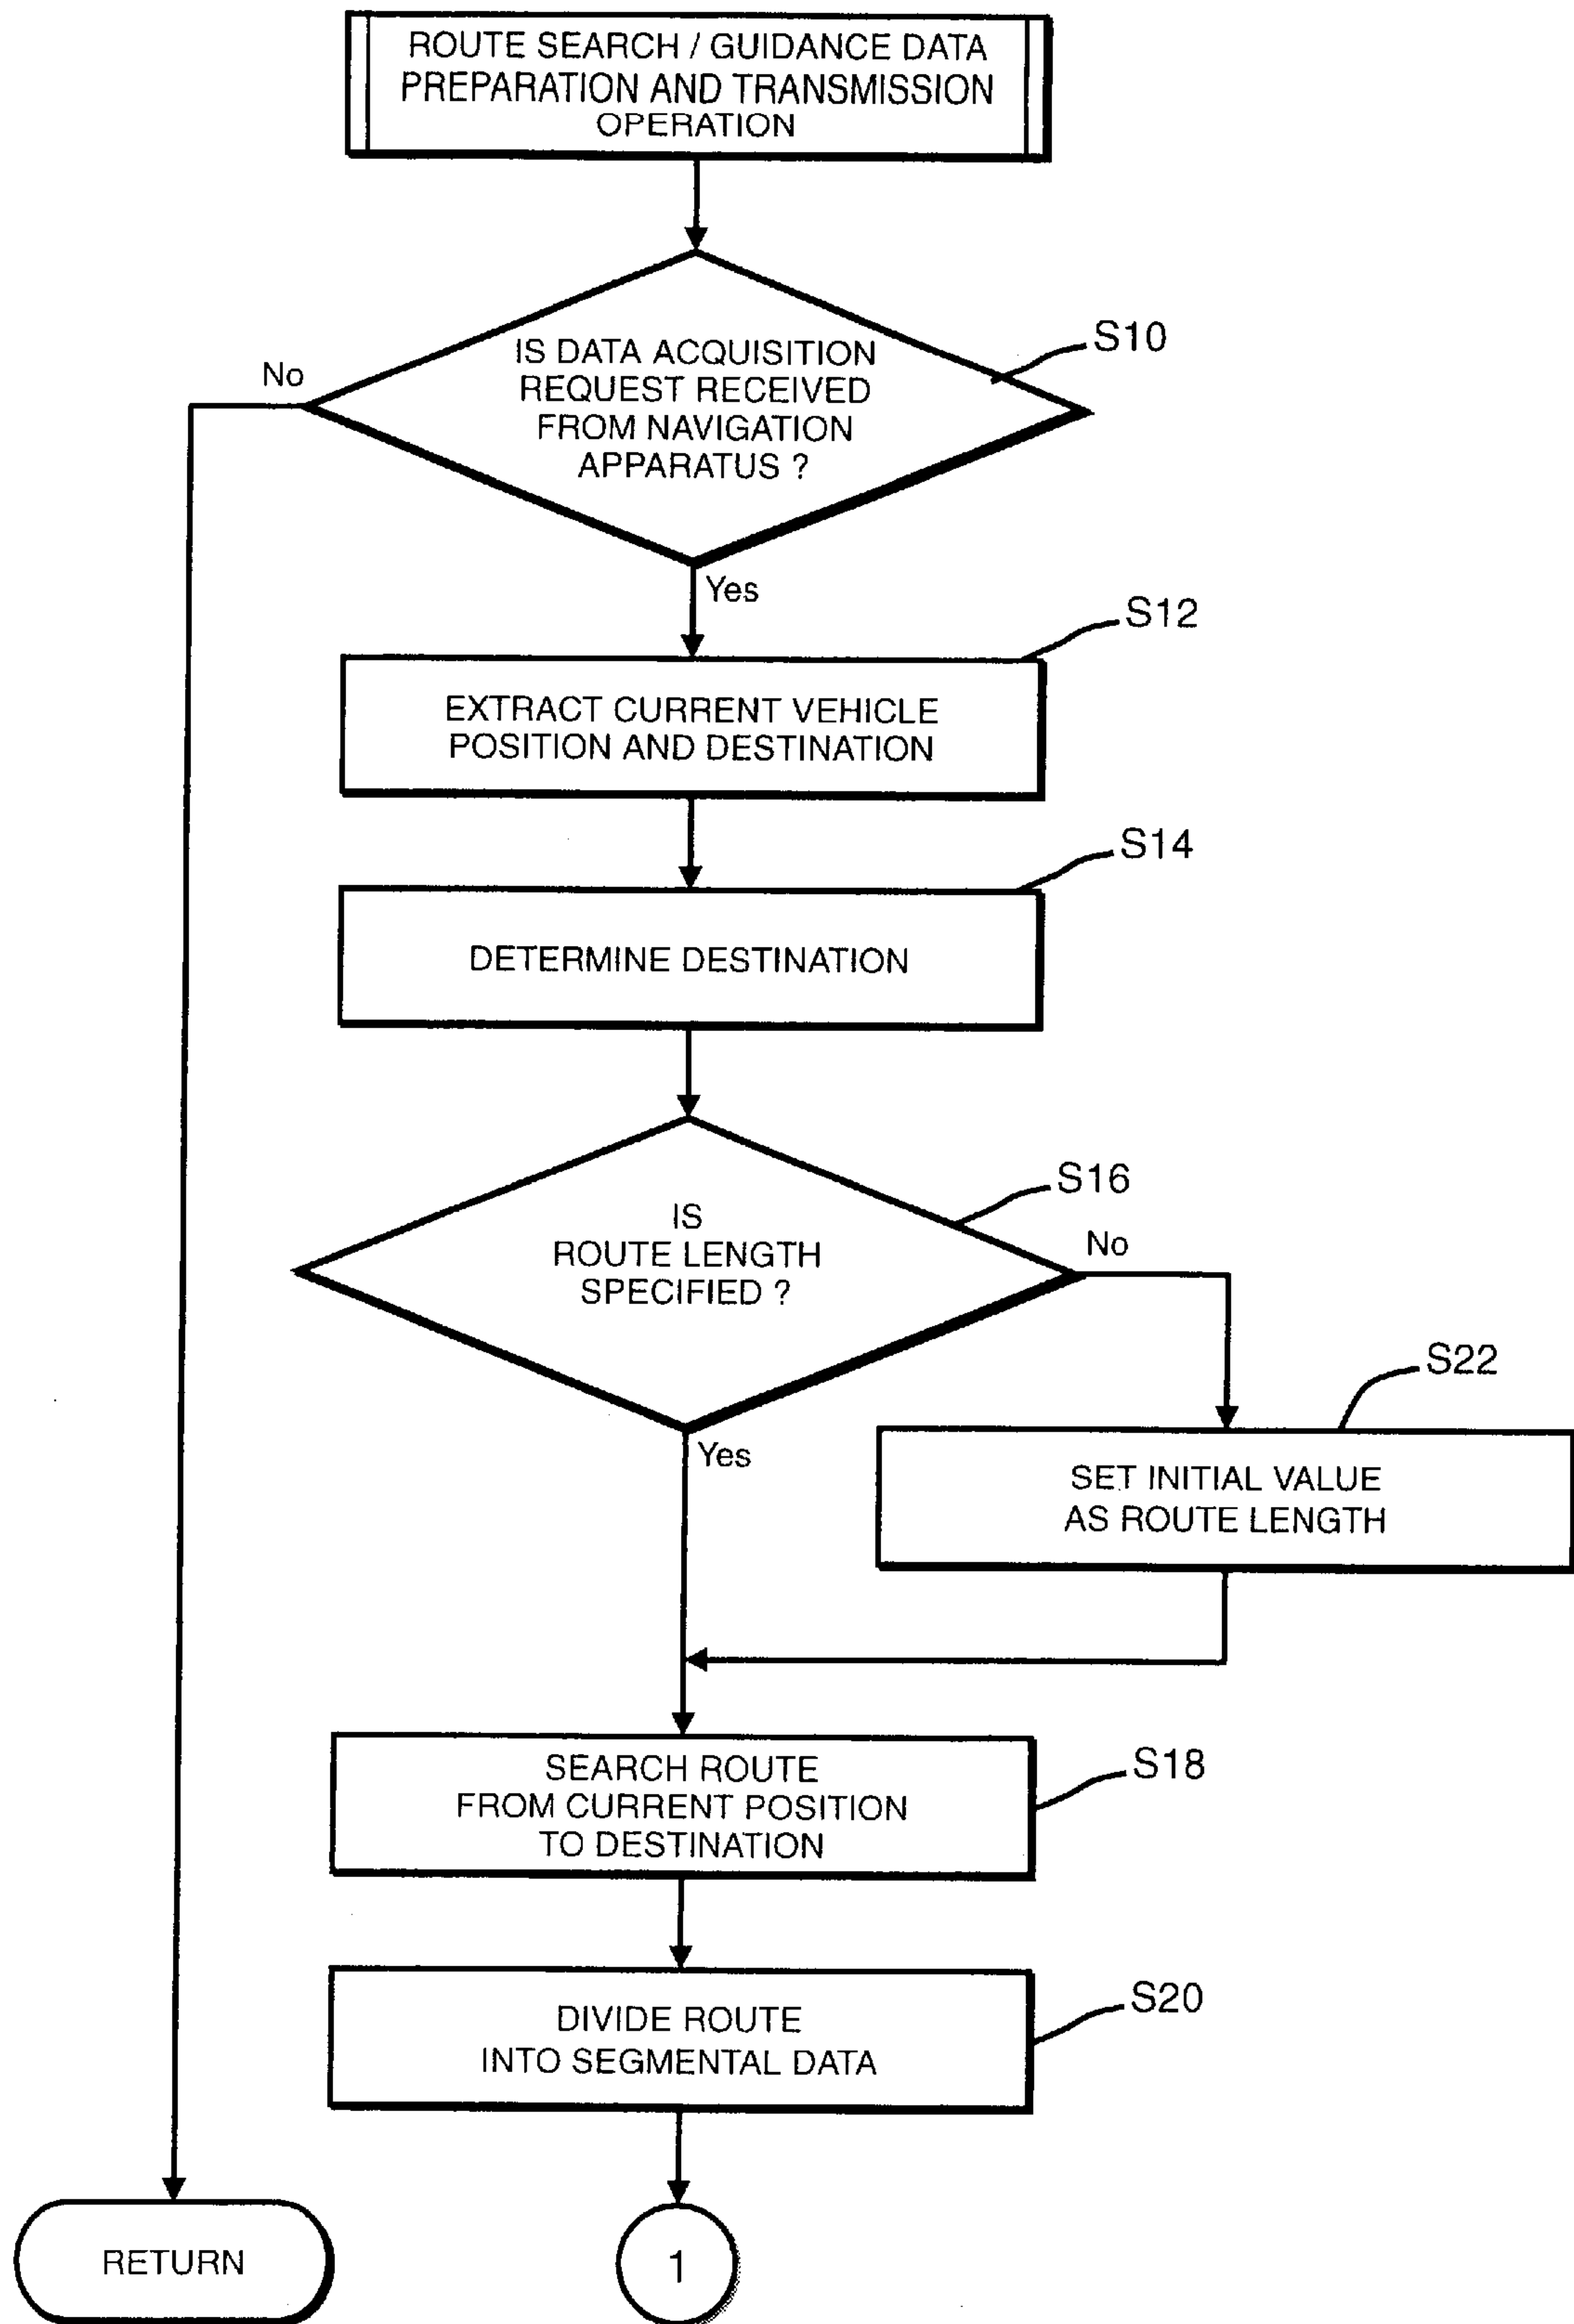 ROUTE SEARCH / GUIDANCE DATA
PREPARATION AND TRANSMISSION
OPERATION
S10
No
IS DATA ACQUISITION
REQUEST RECEIVED
FROM NAVIGATION
APPARATUS ?
Yes
S12
EXTRACT CURRENT VEHICLE
POSITION AND DESTINATION
S14
DETERMINE DESTINATION
S16
IS
ROUTE LENGTH
SPECIFIED ?
No
Yes
S22
SET INITIAL VALUE
AS ROUTE LENGTH
S18
SEARCH ROUTE
FROM CURRENT POSITION
TO DESTINATION
S20
DIVIDE ROUTE
INTO SEGMENTAL DATA
RETURN
1